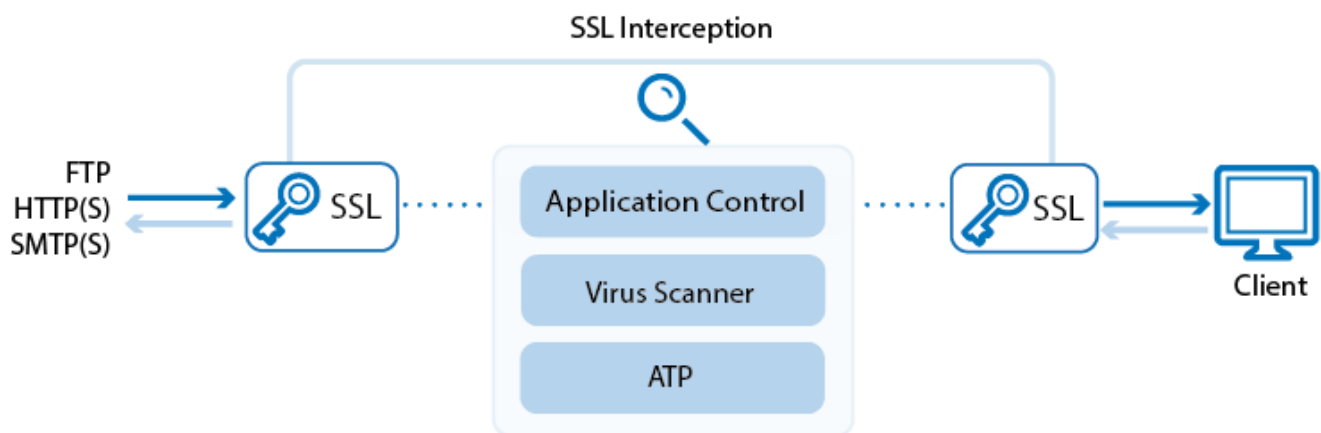 SSL Interception
FTP
HTTP(S)
SMTP(S)
SSL
Application Control
Virus Scanner
ATP
SSL
Client